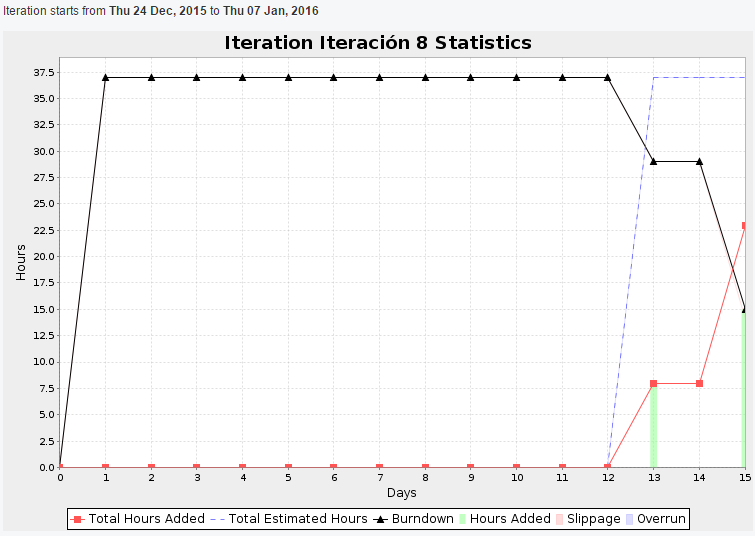 Iteration starts from Thu 24 Dec, 2015 to Thu 07 Jan, 2016
Iteration Iteración 8 Statistics
37.5
35.0
32.5
30.0
27.5
25.0
22.5
20.0
17.5
15.0
12.5
10.0
7.5
5.0
2.5
0.0
Hours
0 1 2 3 4 5 6 7 8 9 10 11 12 13 14 15
Days
Total Hours Added Total Estimated Hours Burndown Hours Added Slippage Overrun